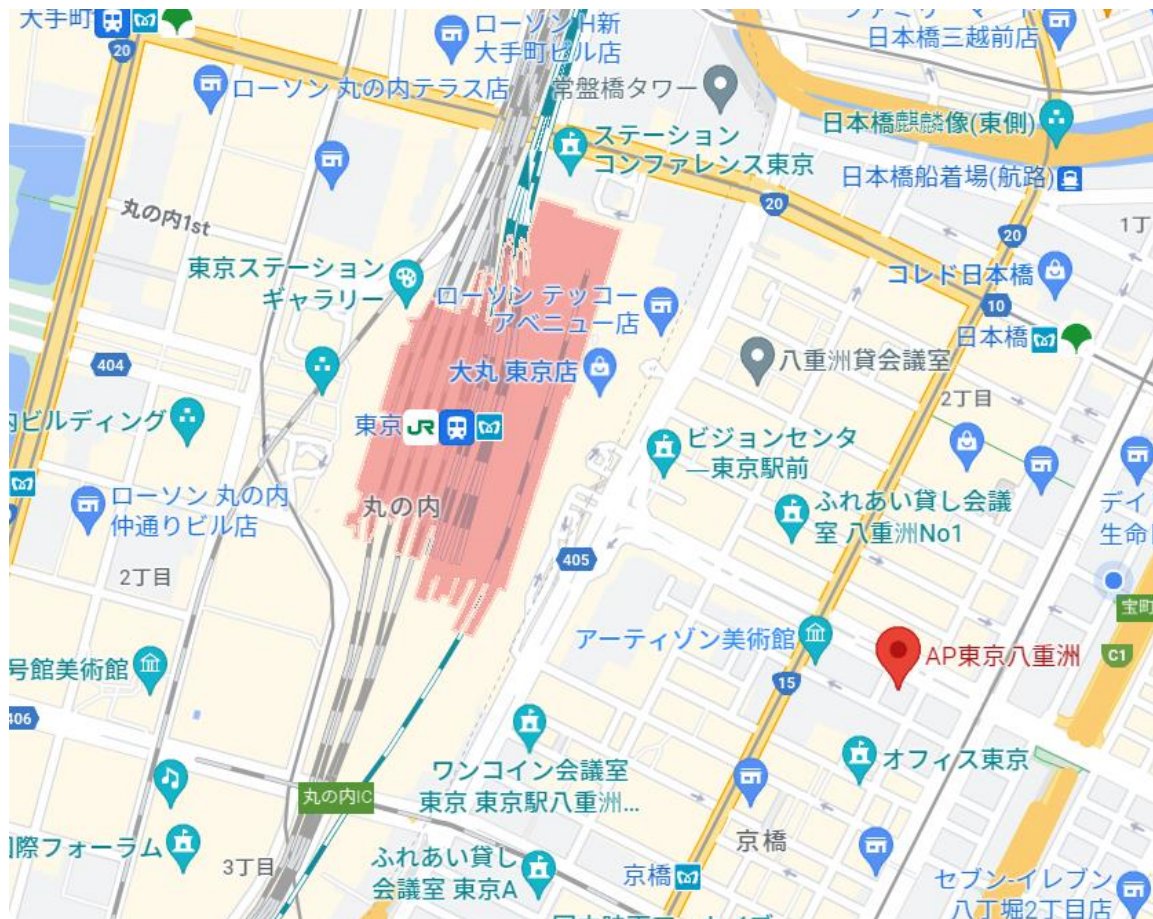 大手町
20
ローソン H新
大手町ビル店
ローソン 丸の内テラス店
常盤橋タワー
日本橋三越前店
日本橋麒麟像(東側)
ステーション
コンファレンス東京
日本橋船着場(航路)
20
20
1丁
丸の内1st
東京ステーション
ギャラリー
ローソン テッコー
アベニュー店
コレド日本橋
10
日本橋
404
大丸 東京店
八重洲貸会議室
2丁目
内ビルディング
東京
JR
ビジョンセンタ
―東京駅前
ローソン 丸の内
仲通りビル店
丸の内
ふれあい貸し会議
室 八重洲No1
デイ
生命
2丁目
405
宝町
アーティゾン美術館
AP東京八重洲
C1
号館美術館
15
406
ワンコイン会議室
東京 東京駅八重洲...
オフィス東京
丸の内IC
際フォーラム
3丁目
ふれあい貸し
会議室 東京A
京橋
京橋
セブン-イレブン
八丁堀2丁目店